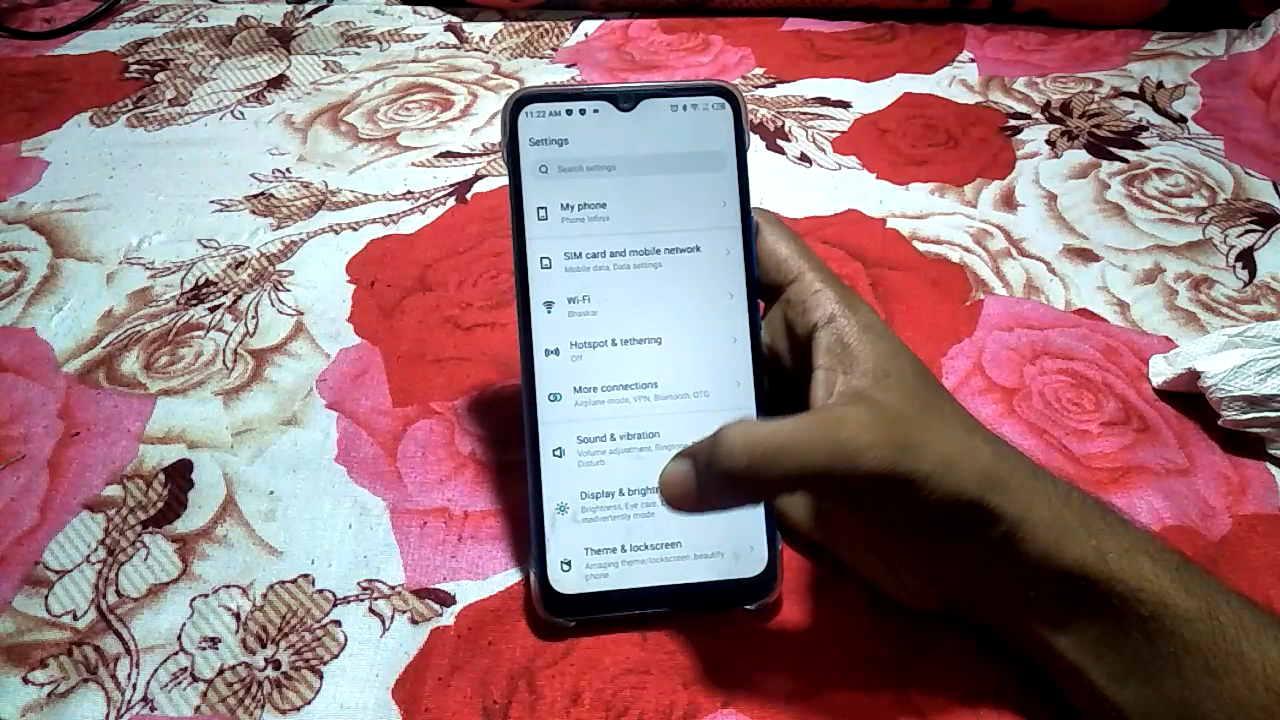 11:22 AM
Settings
Search settings
My phone
Phone Infinix
SIM card and mobile network
Mobile data, Data settings
Wi-Fi
Bhaskar
Hotspot & tethering
Off
More connections
Airplane mode, VPN, Bluetooth, OTG
Sound & vibration
Volume adjustment, Ringtone
Disturb
Display &
Brightness, Eye care,
inadvertently mode
Theme & lockscreen
Amazing theme/lockscreen ,beautify
phone